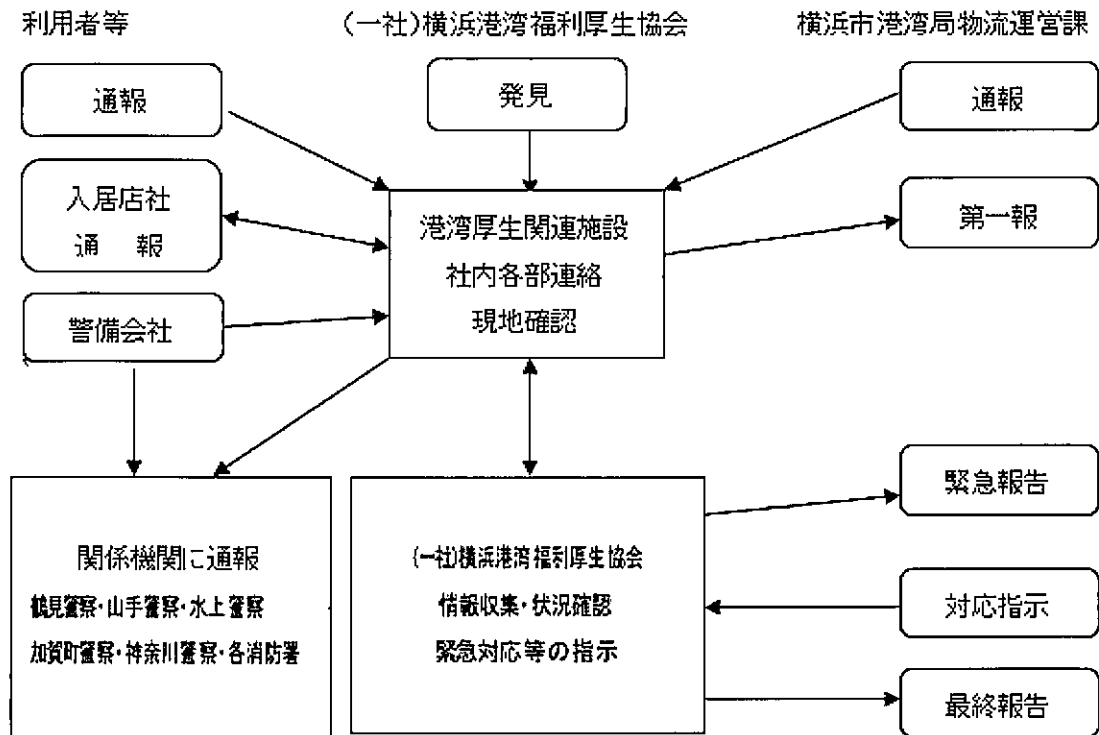 利用者等
(一社)横浜港湾福利厚生協会
横浜市港湾局物流運営課
通報
発見
通報
入居店社
通 報
港湾厚生関連施設
社内各部連絡
現地確認
第一報
警備会社
関係機関に通報
鶴見警察・山手警察・水上警察
加賀町警察・神奈川警察・各消防署
(一社)横浜港湾福利厚生協会
情報収集・状況確認
緊急対応等の指示
緊急報告
対応指示
最終報告